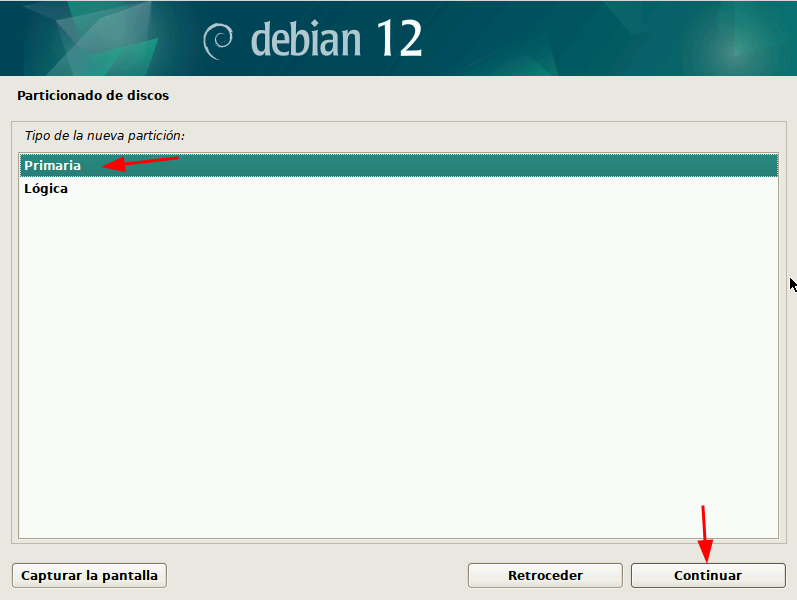 debian 12
Particionado de discos
Tipo de la nueva partición:
Primaria
Lógica
Capturar la pantalla
Retroceder
Continuar